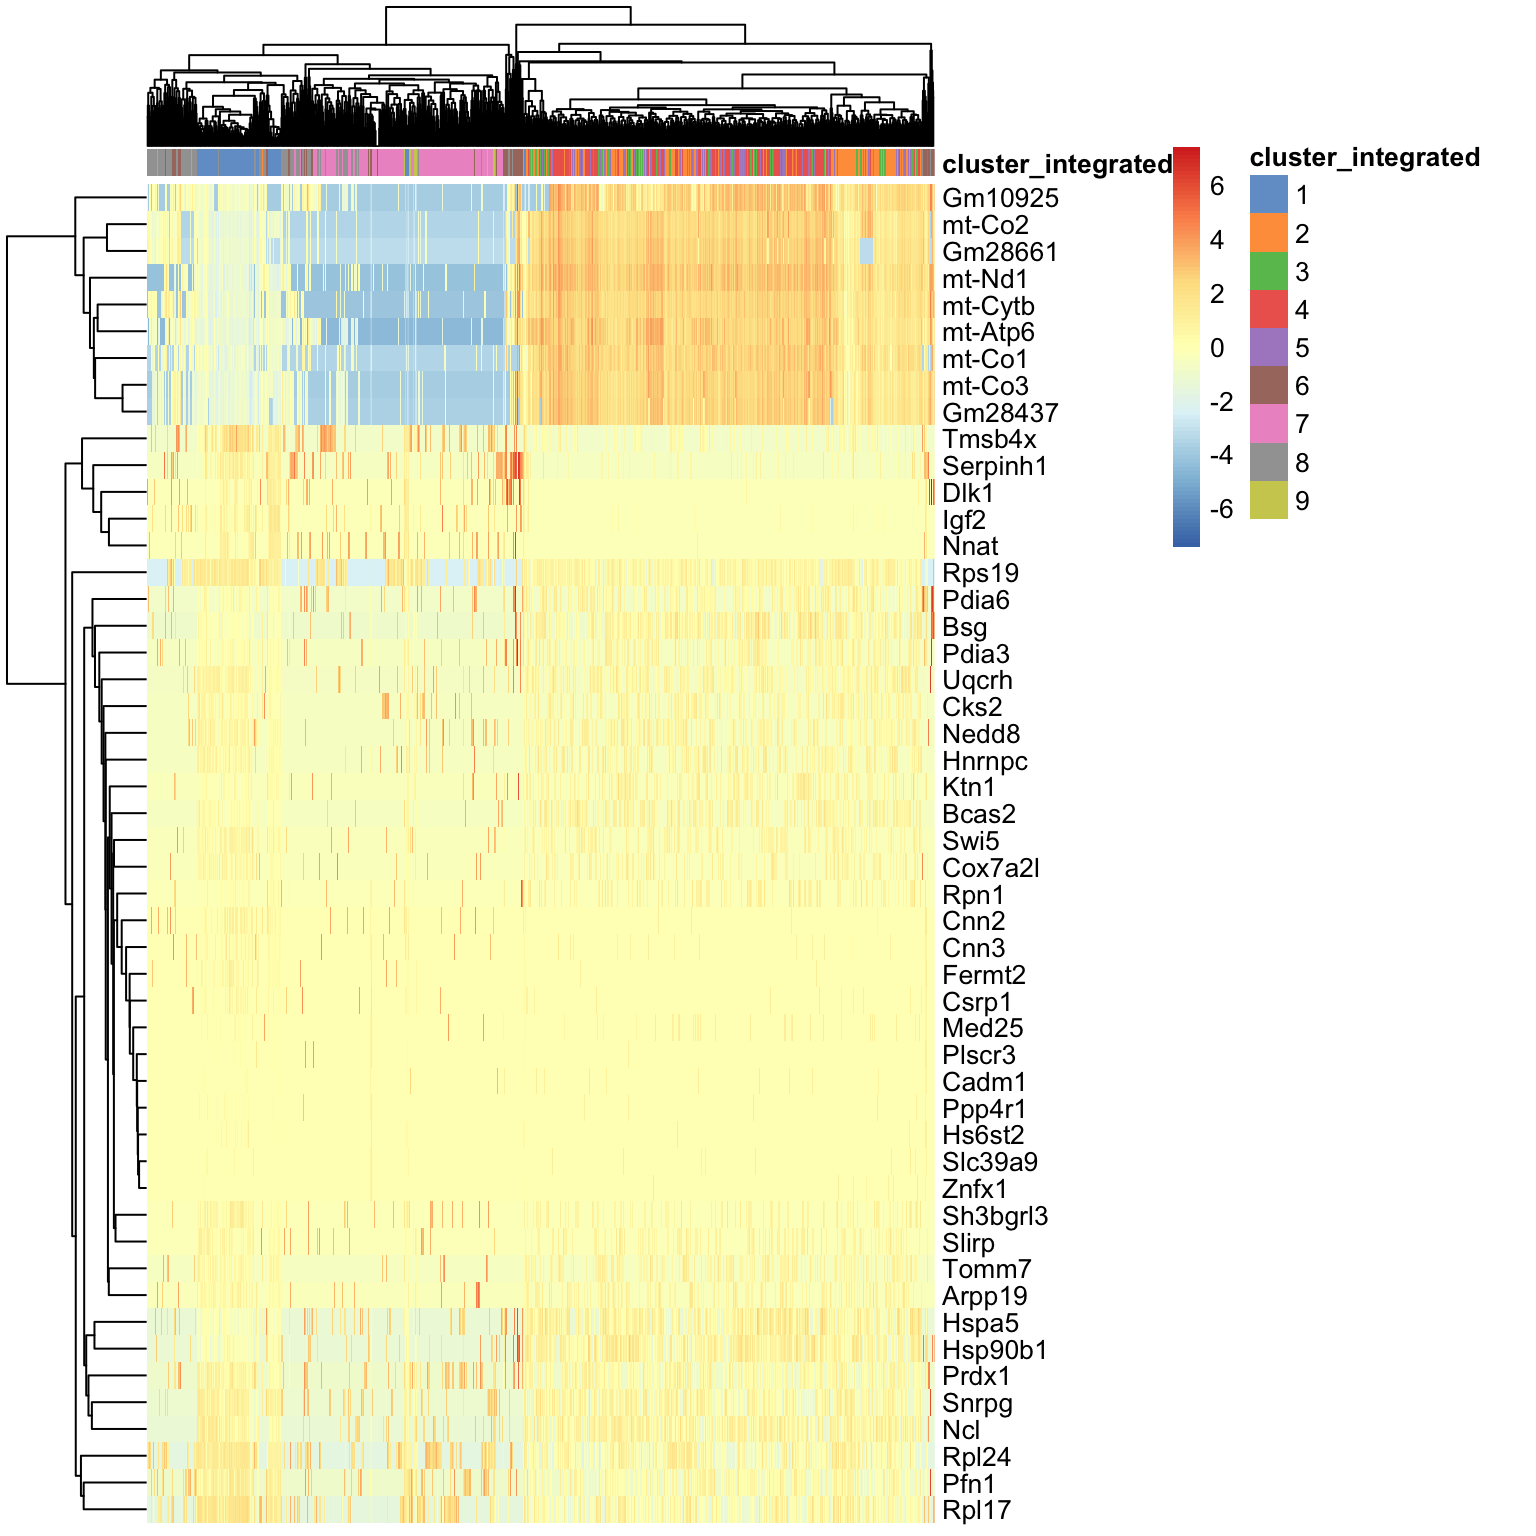 cluster_integrated
cluster_integrated
6
4
2
0
-2
-4
-6
1
2
3
4
5
6
7
8
9
Gm10925
mt-Co2
Gm28661
mt-Nd1
mt-Cytb
mt-Atp6
mt-Co1
mt-Co3
Gm28437
Tmsb4x
Serpinh1
Dlk1
Igf2
Nnat
Rps19
Pdia6
Bsg
Pdia3
Uqcrh
Cks2
Nedd8
Hnrnpc
Ktn1
Bcas2
Swi5
Cox7a2l
Rpn1
Cnn2
Cnn3
Fermt2
Csrp1
Med25
Plscr3
Cadm1
Ppp4r1
Hs6st2
Slc39a9
Znfx1
Sh3bgrl3
Slirp
Tomm7
Arpp19
Hspa5
Hsp90b1
Prdx1
Snrpg
Ncl
Rpl24
Pfn1
Rpl17